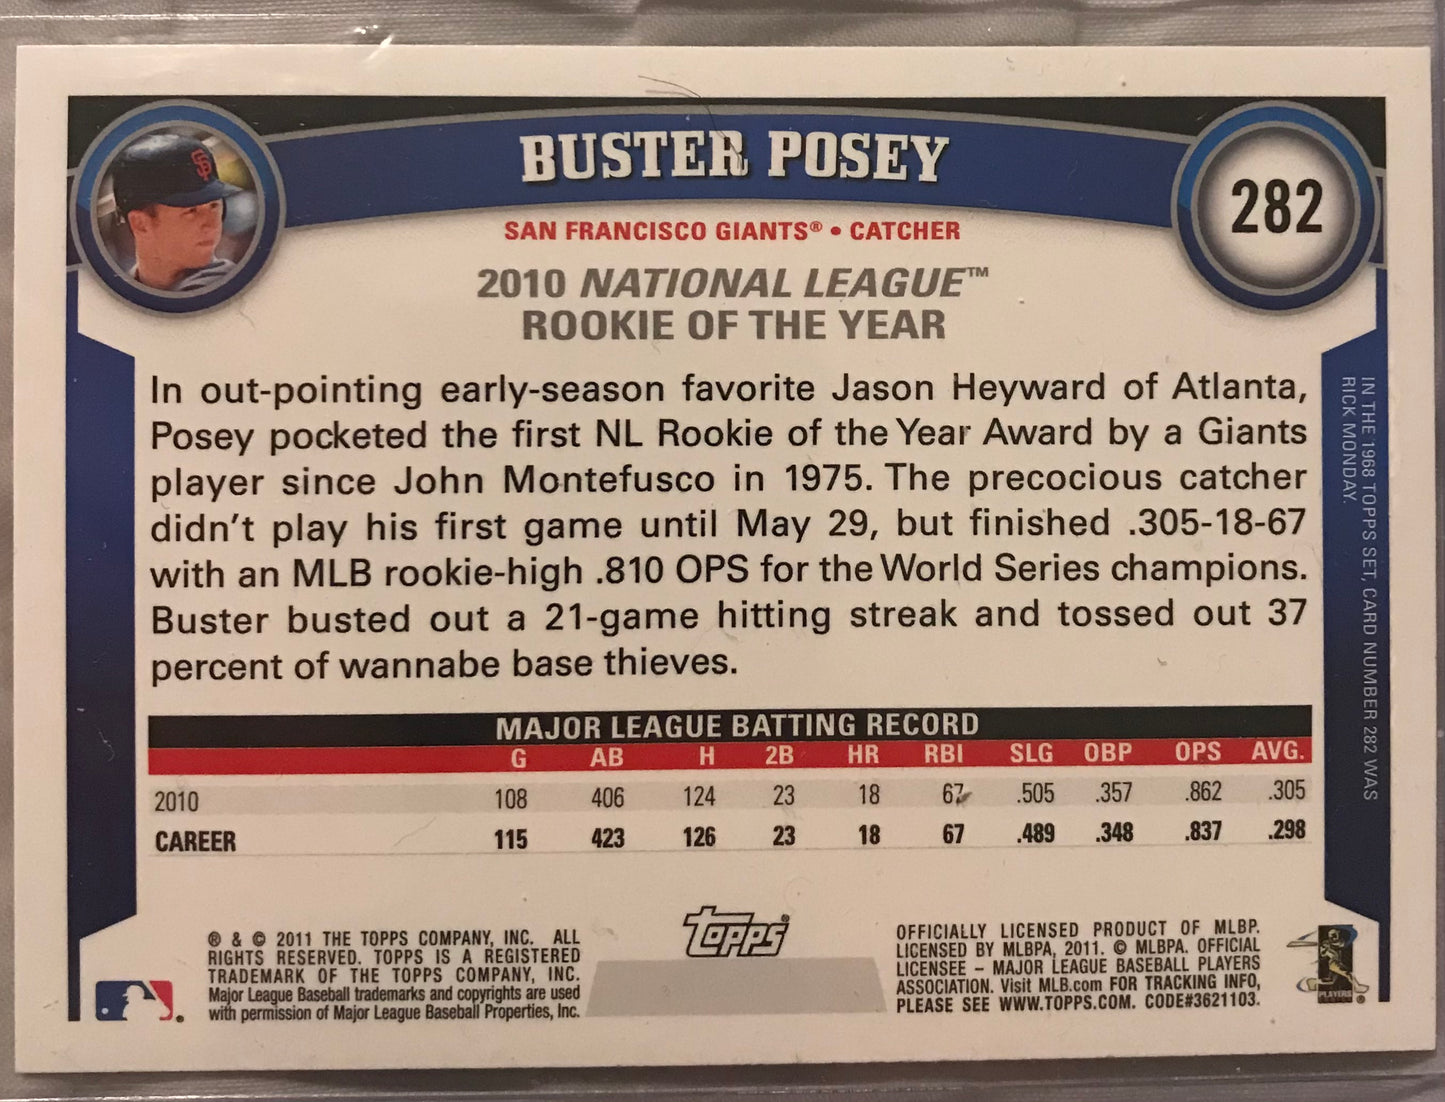 BUSTER POSEY
282
SAN FRANCISCO GIANTS® • CATCHER
2010 NATIONAL LEAGUE™
ROOKIE OF THE YEAR
In out-pointing early-season favorite Jason Heyward of Atlanta,
Posey pocketed the first NL Rookie of the Year Award by a Giants
player since John Montefusco in 1975. The precocious catcher
didn't play his first game until May 29, but finished .305-18-67
with an MLB rookie-high .810 OPS for the World Series champions.
Buster busted out a 21-game hitting streak and tossed out 37
percent of wannabe base thieves.
IN THE 1968 TOPPS SET, CARD NUMBER 282 WAS
RICK MONDAY.
MAJOR LEAGUE BATTING RECORD
G AB H 2B HR RBI SLG OBP OPS AVG.
2010 108 406 124 23 18 67 .505 .357 .862 .305
CAREER 115 423 126 23 18 67 .489 .348 .837 .298
® & © 2011 THE TOPPS COMPANY, INC. ALL
RIGHTS RESERVED. TOPPS IS A REGISTERED
TRADEMARK OF THE TOPPS COMPANY, INC.
Major League Baseball trademarks and copyrights are used
with permission of Major League Baseball Properties, Inc.
Topps®
OFFICIALLY LICENSED PRODUCT OF MLBP.
LICENSED BY MLBPA, 2011. © MLBPA. OFFICIAL
LICENSEE – MAJOR LEAGUE BASEBALL PLAYERS
ASSOCIATION. Visit MLB.com FOR TRACKING INFO,
PLEASE SEE WWW.TOPPS.COM. CODE#3621103.
PLAYERS